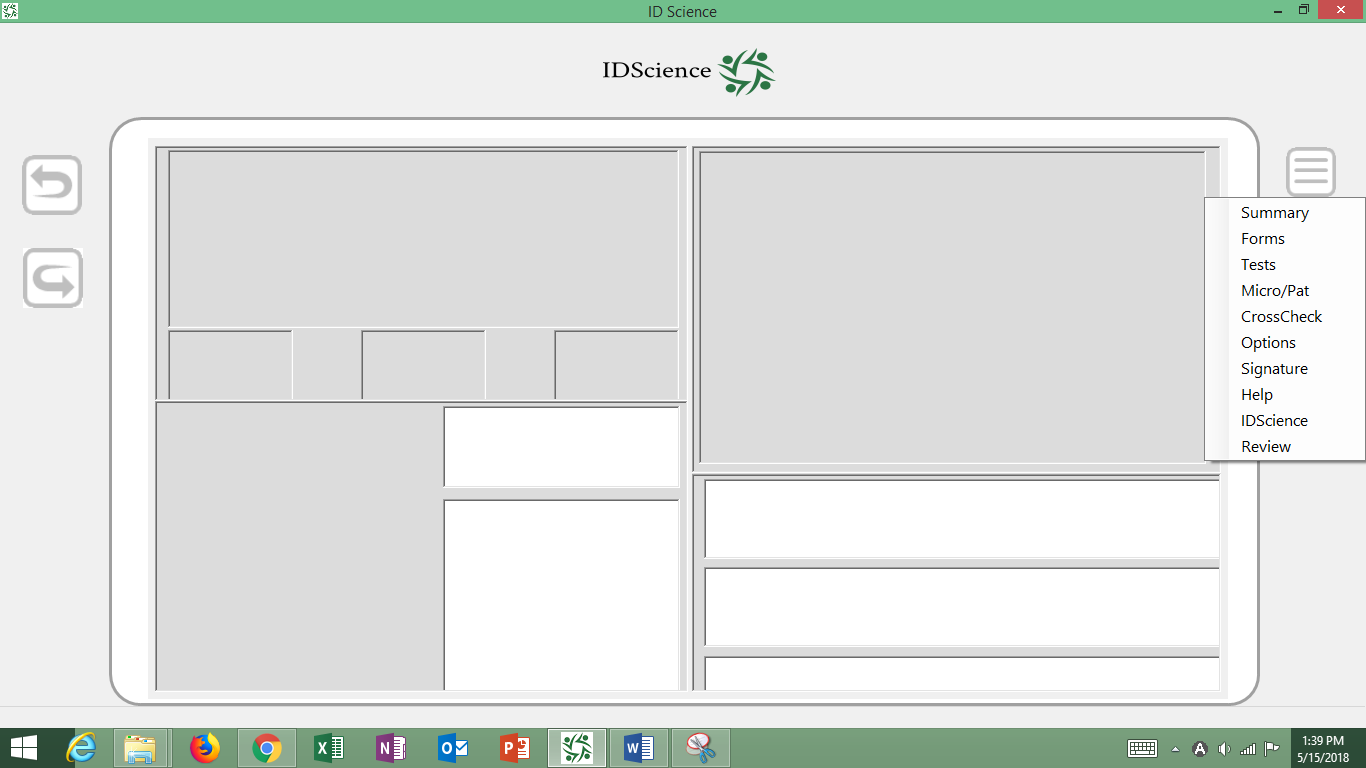 ID Science
IDScience
Summary
Forms
Tests
Micro/Pat
CrossCheck
Options
Signature
Help
IDScience
Review
1:39 PM
5/15/2018